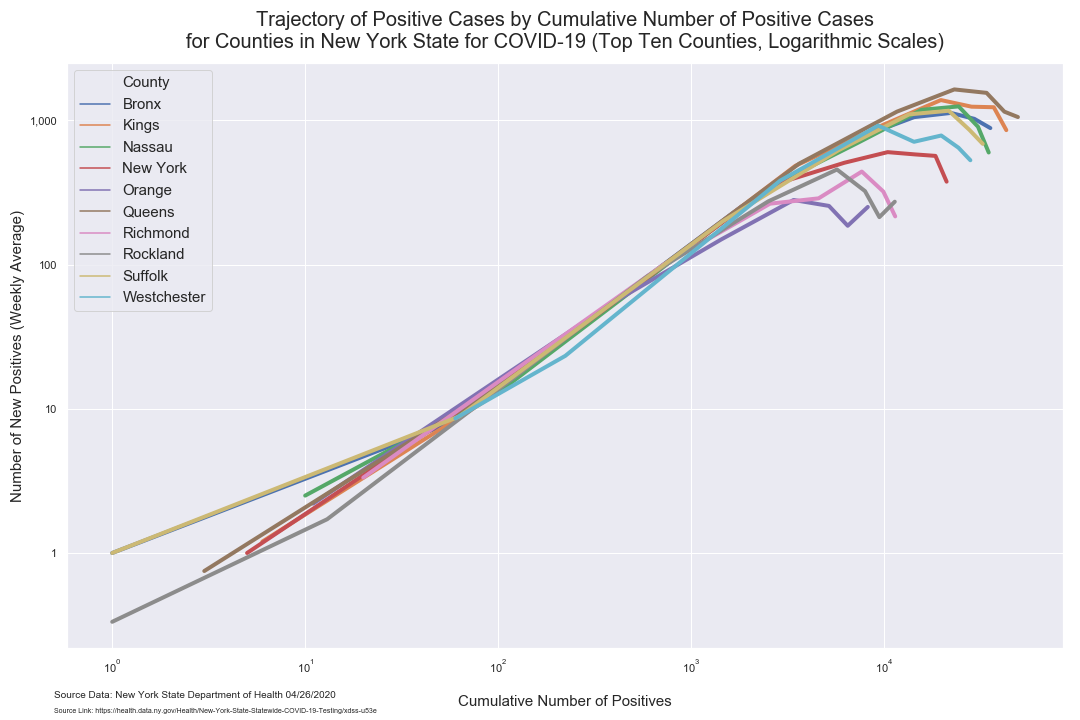 Trajectory of Positive Cases by Cumulative Number of Positive Cases
for Counties in New York State for COVID-19 (Top Ten Counties, Logarithmic Scales)
County
Bronx
Kings
Nassau
New York
Orange
Queens
Richmond
Rockland
Suffolk
Westchester
Number of New Positives (Weekly Average)
1,000
100
10
1
10⁰
10¹
10²
10³
10⁴
Cumulative Number of Positives
Source Data: New York State Department of Health 04/26/2020
Source Link: https://health.data.ny.gov/Health/New-York-State-Statewide-COVID-19-Testing/xdss-u53e